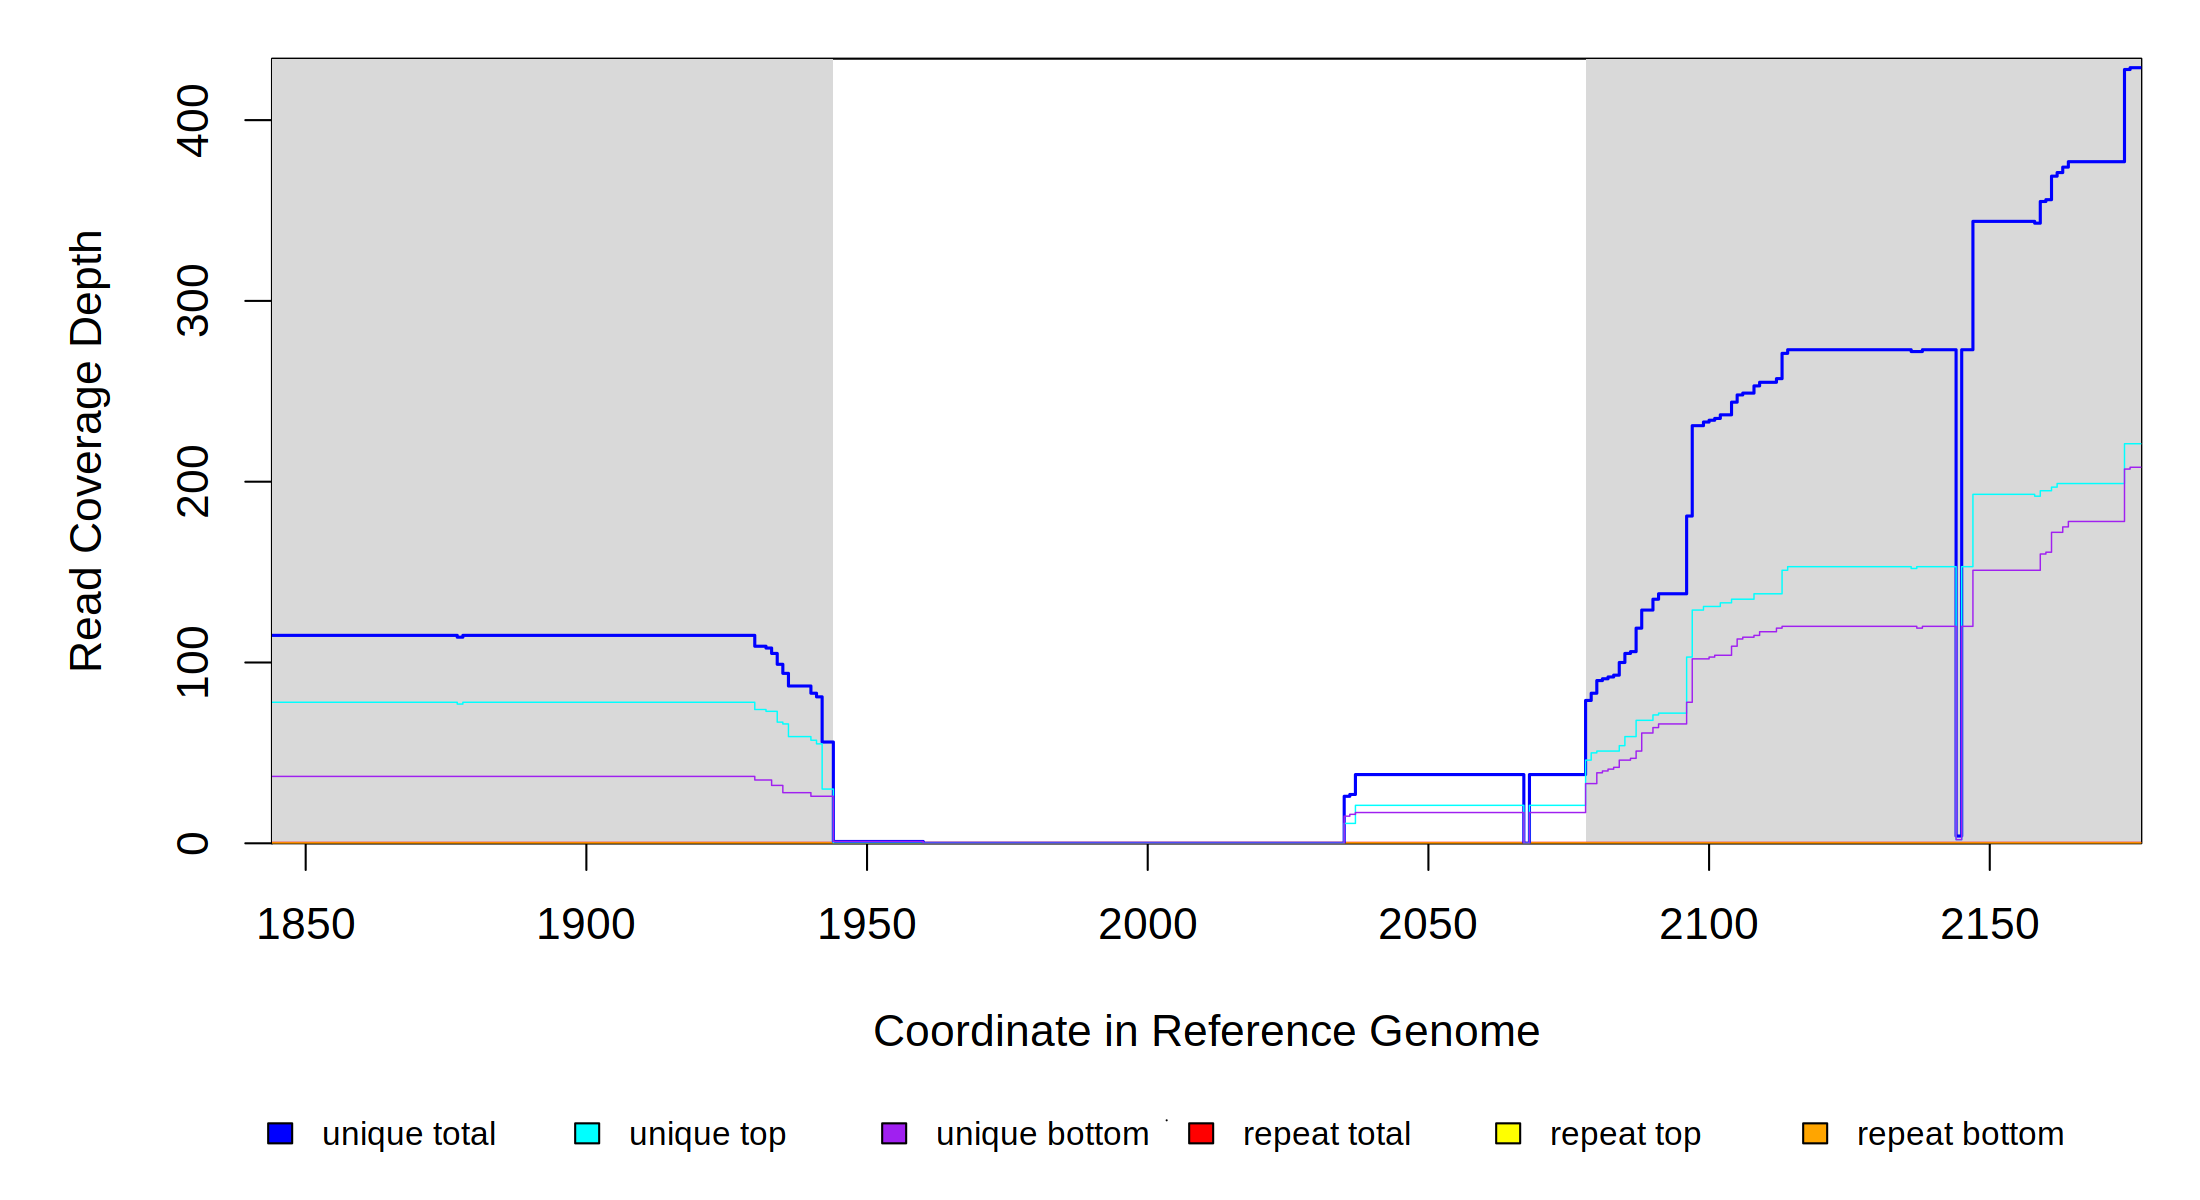 400
300
200
100
0
Read Coverage Depth
1850 1900 1950 2000 2050 2100 2150
Coordinate in Reference Genome
unique total unique top unique bottom repeat total repeat top repeat bottom